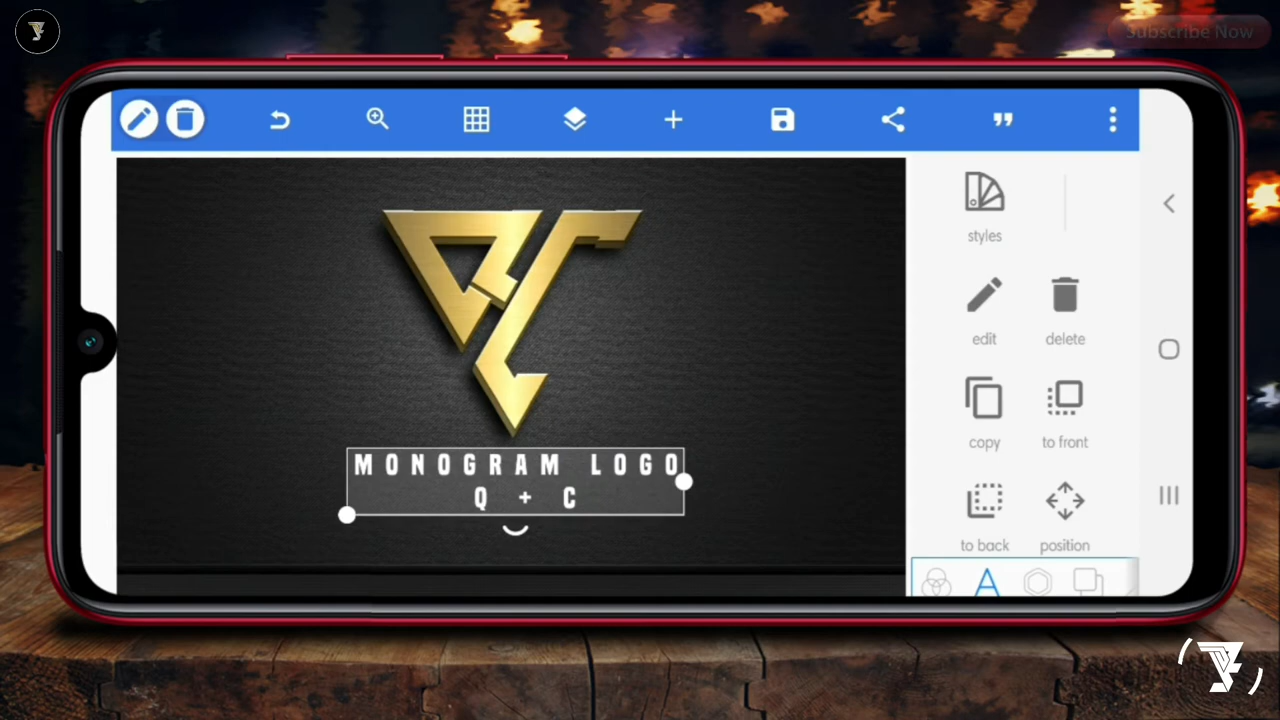 Subscribe Now
styles
edit
delete
copy
to front
to back
position
MONOGRAM LOGO
Q + C